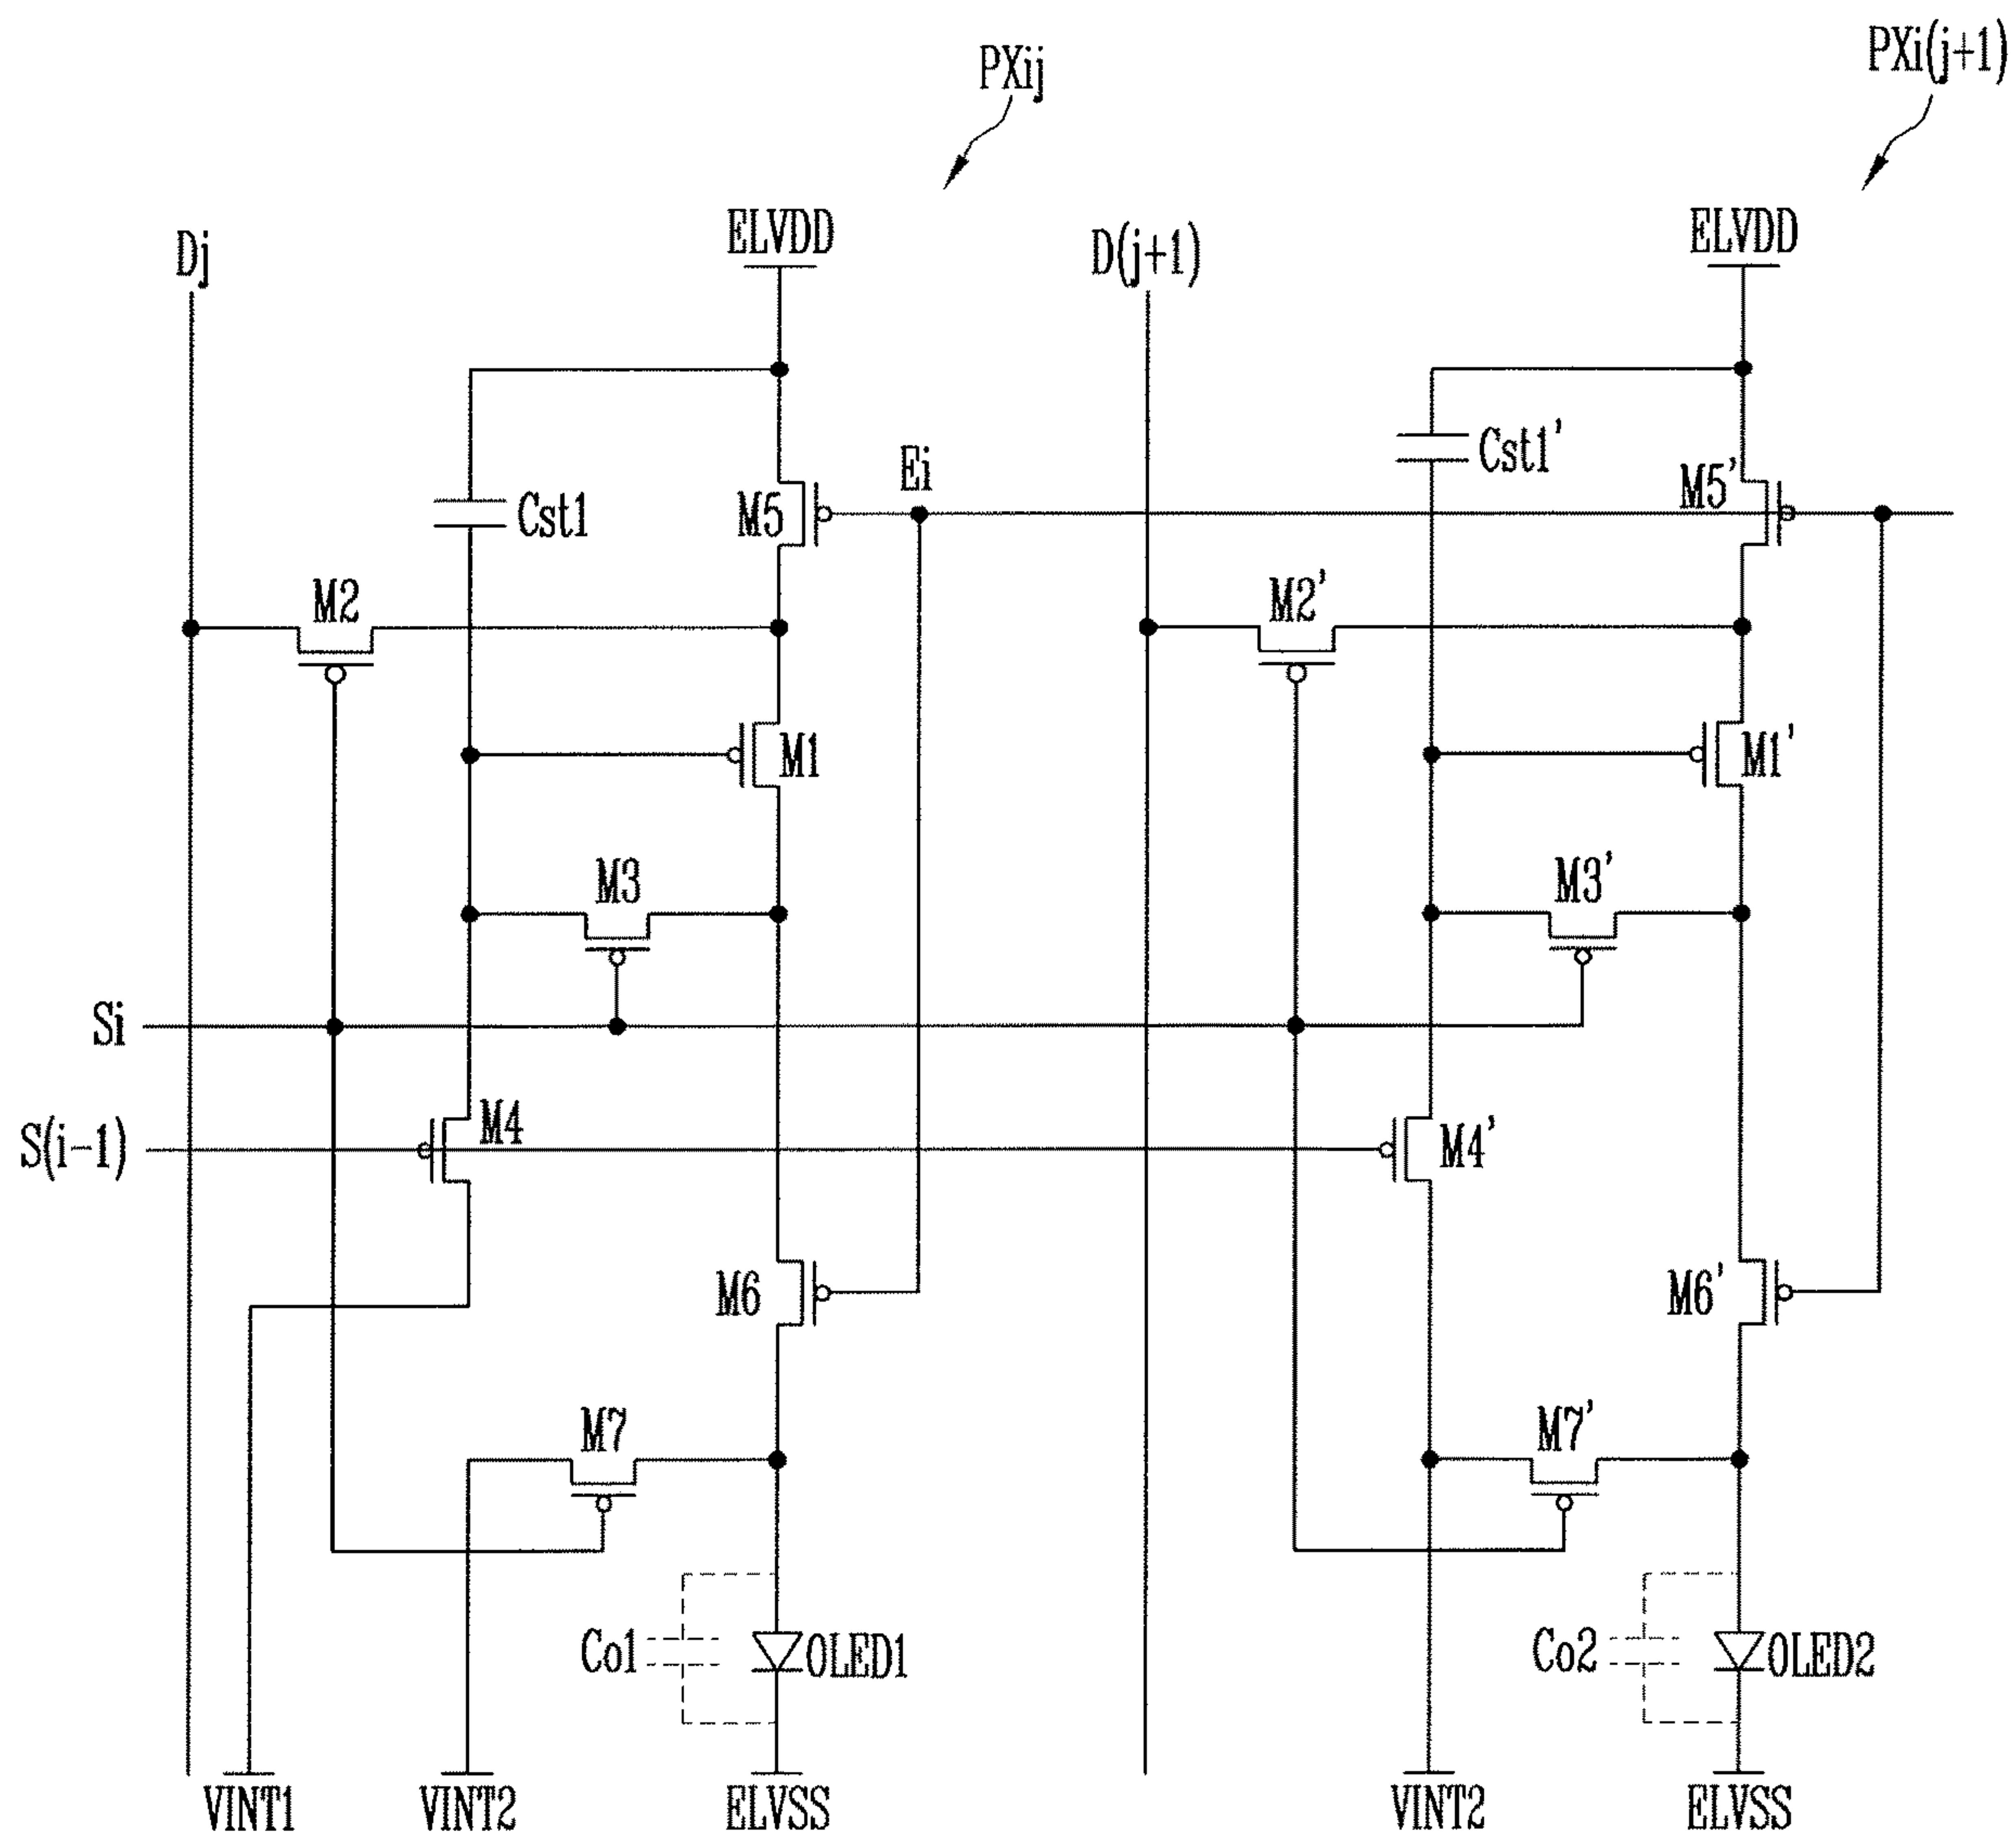 PXij
PXi(j+1)
Dj
ELVDD
D(j+1)
ELVDD
Cst1
M5
Ei
Cst1'
M5'
M2
M2'
M1
M1'
M3
M3'
Si
S(i-1)
M4
M4'
M6
M6'
M7
M7'
Co1
OLED1
Co2
OLED2
VINT1
VINT2
ELVSS
VINT2
ELVSS